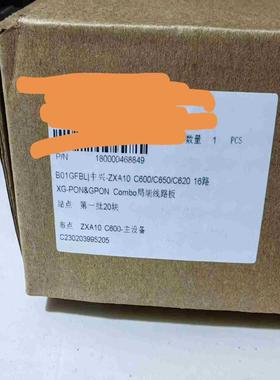 数量 1 PCS
P/N 180000468849
B01GFBL|中兴-ZXA10 C600/C650/C620 16路
XG-PON&GPON Combo局端线路板
站点 第一批20块
布点 ZXA10 C600-主设备
C230203995205